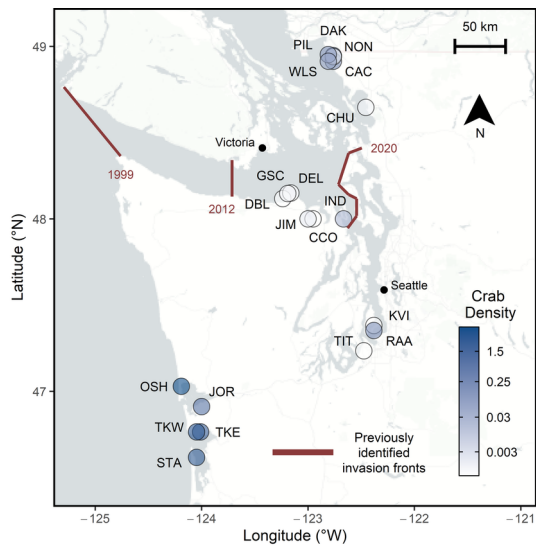 DAK
50 km
49
PIL
NON
WLS
CAC
CHU
N
Victoria
2020
1999
GSC
DEL
2012
DBL
IND
48
JIM
CCO
Latitude (°N)
Seattle
KVI
Crab
Density
TIT
RAA
1.5
OSH
JOR
0.25
47
0.03
TKW
TKE
Previously
identified
invasion fronts
0.003
STA
−125
−124
−123
−122
−121
Longitude (°W)